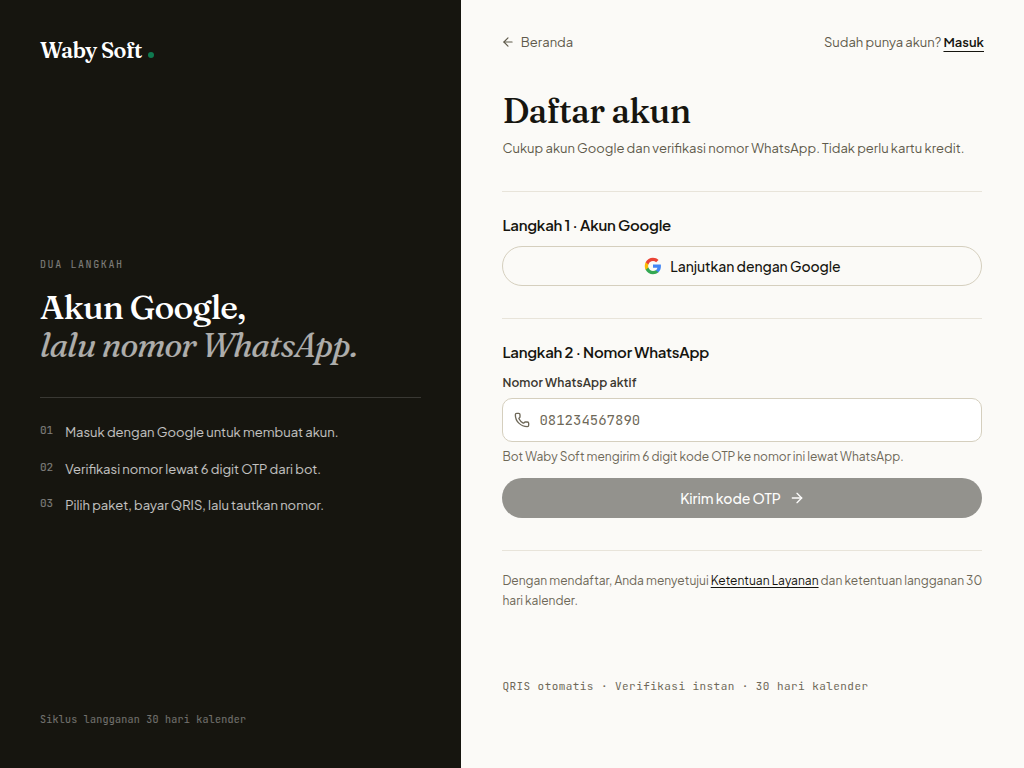 Waby Soft
DUA LANGKAH
Akun Google,
lalu nomor WhatsApp.
01 Masuk dengan Google untuk membuat akun.
02 Verifikasi nomor lewat 6 digit OTP dari bot.
03 Pilih paket, bayar QRIS, lalu tautkan nomor.
Siklus langganan 30 hari kalender
← Beranda
Sudah punya akun? Masuk
Daftar akun
Cukup akun Google dan verifikasi nomor WhatsApp. Tidak perlu kartu kredit.
Langkah 1 · Akun Google
Lanjutkan dengan Google
Langkah 2 · Nomor WhatsApp
Nomor WhatsApp aktif
081234567890
Bot Waby Soft mengirim 6 digit kode OTP ke nomor ini lewat WhatsApp.
Kirim kode OTP →
Dengan mendaftar, Anda menyetujui Ketentuan Layanan dan ketentuan langganan 30
hari kalender.
QRIS otomatis · Verifikasi instan · 30 hari kalender